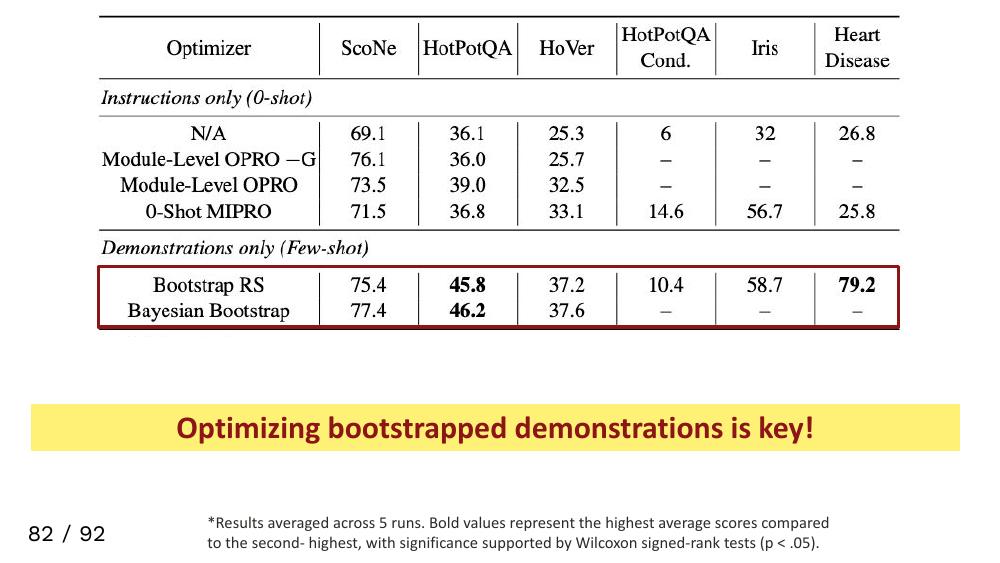 Optimizer ScoNe HotPotQA HoVer HotPotQA Cond. Iris Heart Disease
Instructions only (0-shot)
N/A 69.1 36.1 25.3 6 32 26.8
Module-Level OPRO −G 76.1 36.0 25.7 – – –
Module-Level OPRO 73.5 39.0 32.5 – – –
0-Shot MIPRO 71.5 36.8 33.1 14.6 56.7 25.8
Demonstrations only (Few-shot)
Bootstrap RS 75.4 45.8 37.2 10.4 58.7 79.2
Bayesian Bootstrap 77.4 46.2 37.6 – – –
Optimizing bootstrapped demonstrations is key!
82 / 92
*Results averaged across 5 runs. Bold values represent the highest average scores compared
to the second- highest, with significance supported by Wilcoxon signed-rank tests (p < .05).